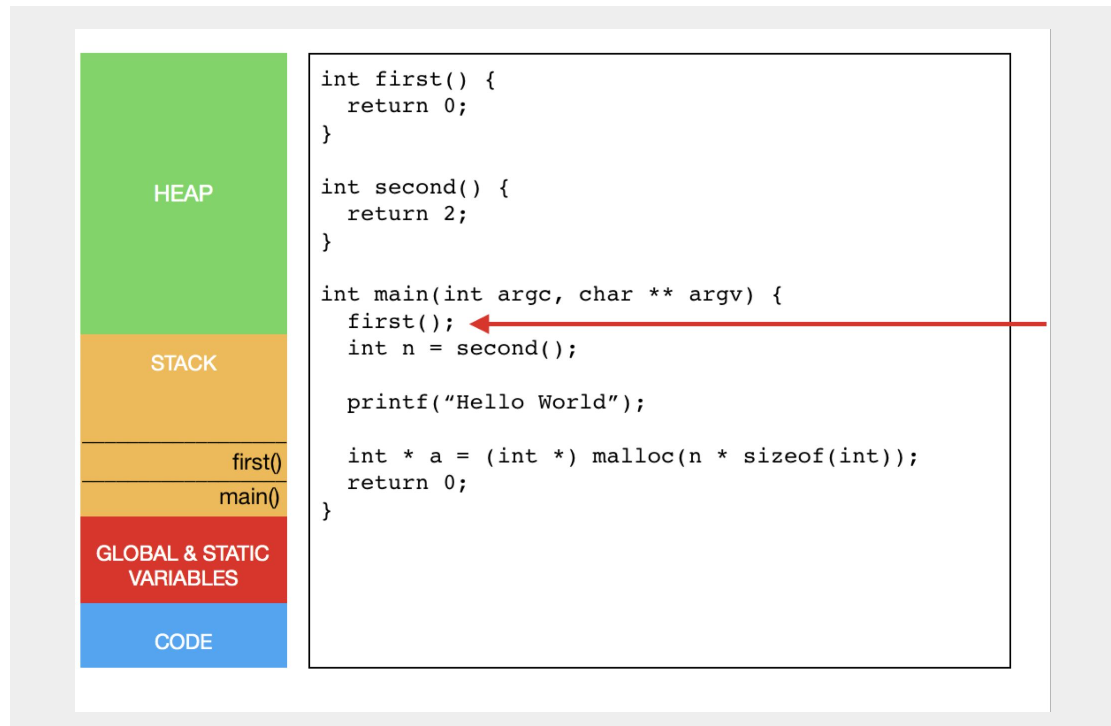 HEAP
STACK
first()
main()
GLOBAL & STATIC
VARIABLES
CODE
int first() {
  return 0;
}
int second() {
  return 2;
}
int main(int argc, char ** argv) {
  first();
  int n = second();
  printf(“Hello World”);
  int * a = (int *) malloc(n * sizeof(int));
  return 0;
}